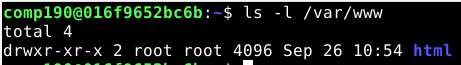 comp190@016f9652bc6b:~$ ls -l /var/www
total 4
drwxr-xr-x 2 root root 4096 Sep 26 10:54 html